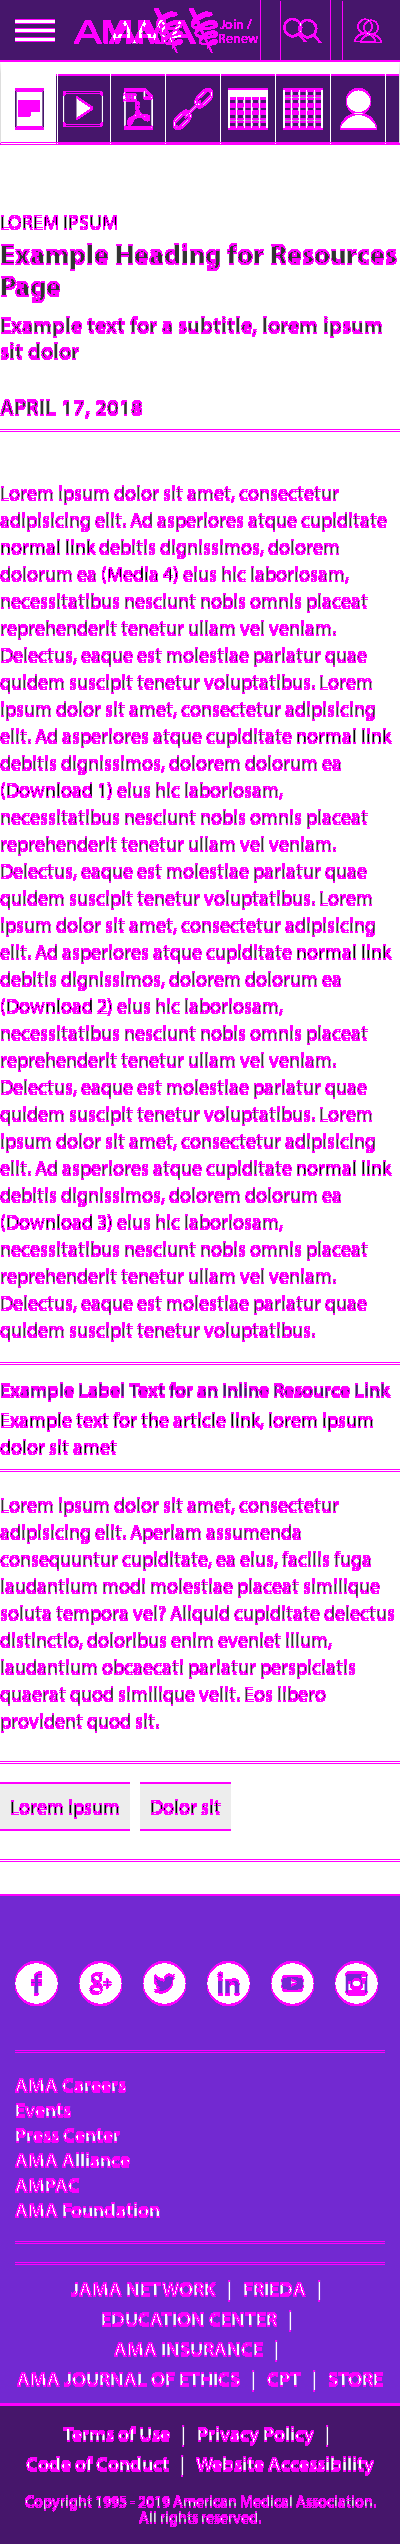 AMA
Join /
Renew
LOREM IPSUM
Example Heading for Resources
Page
Example text for a subtitle, lorem ipsum
sit dolor
APRIL 17, 2018
Lorem ipsum dolor sit amet, consectetur
adipisicing elit. Ad asperiores atque cupiditate
normal link debitis dignissimos, dolorem
dolorum ea (Media 4) eius hic laboriosam,
necessitatibus nesciunt nobis omnis placeat
reprehenderit tenetur ullam vel veniam.
Delectus, eaque est molestiae pariatur quae
quidem suscipit tenetur voluptatibus. Lorem
ipsum dolor sit amet, consectetur adipisicing
elit. Ad asperiores atque cupiditate normal link
debitis dignissimos, dolorem dolorum ea
(Download 1) eius hic laboriosam,
necessitatibus nesciunt nobis omnis placeat
reprehenderit tenetur ullam vel veniam.
Delectus, eaque est molestiae pariatur quae
quidem suscipit tenetur voluptatibus. Lorem
ipsum dolor sit amet, consectetur adipisicing
elit. Ad asperiores atque cupiditate normal link
debitis dignissimos, dolorem dolorum ea
(Download 2) eius hic laboriosam,
necessitatibus nesciunt nobis omnis placeat
reprehenderit tenetur ullam vel veniam.
Delectus, eaque est molestiae pariatur quae
quidem suscipit tenetur voluptatibus. Lorem
ipsum dolor sit amet, consectetur adipisicing
elit. Ad asperiores atque cupiditate normal link
debitis dignissimos, dolorem dolorum ea
(Download 3) eius hic laboriosam,
necessitatibus nesciunt nobis omnis placeat
reprehenderit tenetur ullam vel veniam.
Delectus, eaque est molestiae pariatur quae
quidem suscipit tenetur voluptatibus.
Example Label Text for an Inline Resource Link
Example text for the article link, lorem ipsum
dolor sit amet
Lorem ipsum dolor sit amet, consectetur
adipisicing elit. Aperiam assumenda
consequuntur cupiditate, ea eius, facilis fuga
laudantium modi molestiae placeat similique
soluta tempora vel? Aliquid cupiditate delectus
distinctio, doloribus enim eveniet illum,
laudantium obcaecati pariatur perspiciatis
quaerat quod similique velit. Eos libero
provident quod sit.
Lorem ipsum Dolor sit
AMA Careers
Events
Press Center
AMA Alliance
AMPAC
AMA Foundation
JAMA NETWORK | FRIEDA |
EDUCATION CENTER |
AMA INSURANCE |
AMA JOURNAL OF ETHICS | CPT | STORE
Terms of Use | Privacy Policy |
Code of Conduct | Website Accessibility
Copyright 1995 - 2019 American Medical Association.
All rights reserved.